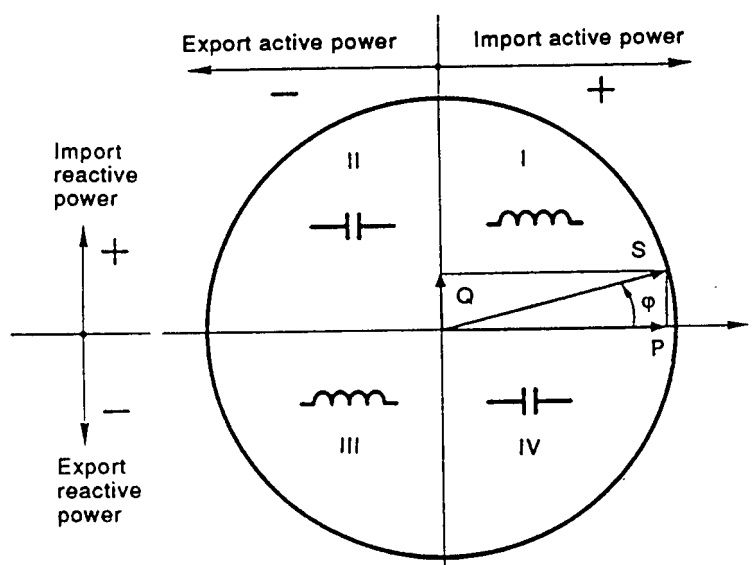 Export active power
Import active power
−
+
Import
reactive
power
+
−
Export
reactive
power
II
I
S
Q
φ
P
III
IV